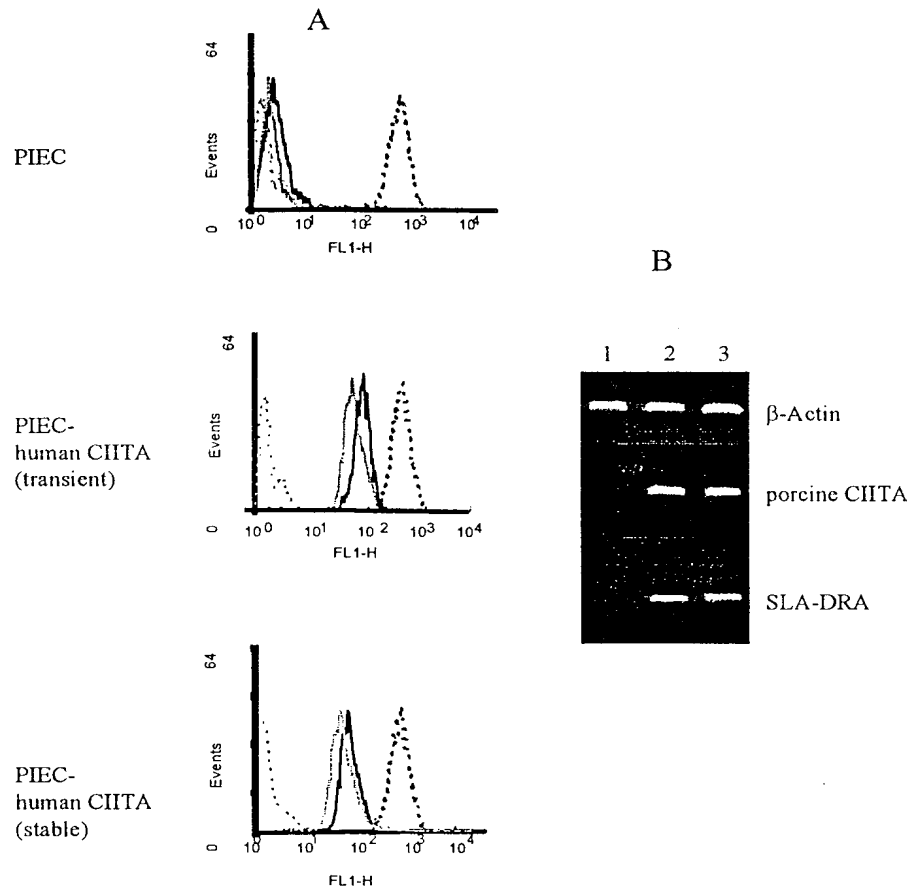 A
64
Events
0
10^0 10^1 10^2 10^3 10^4
FL1-H
PIEC
64
Events
0
10^0 10^1 10^2 10^3 10^4
FL1-H
PIEC-
human CIITA
(transient)
64
Events
0
10 10^1 10^2 10^3 10^4
FL1-H
PIEC-
human CIITA
(stable)
B
1 2 3
β-Actin
porcine CIITA
SLA-DRA